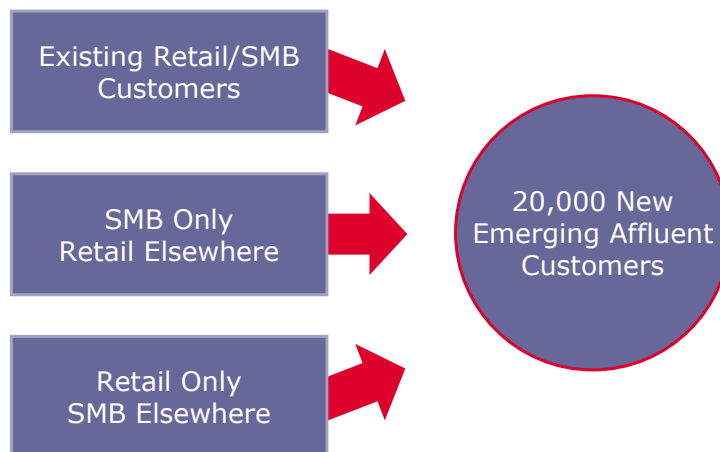 Existing Retail/SMB
Customers
SMB Only
Retail Elsewhere
Retail Only
SMB Elsewhere
20,000 New
Emerging Affluent
Customers